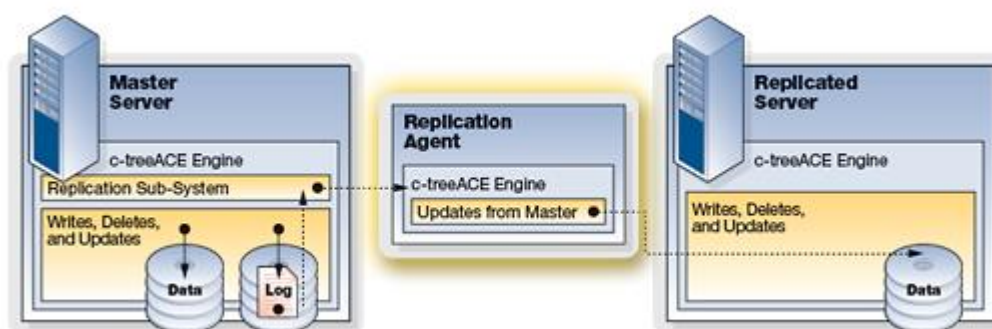 Master
Server
c-treeACE Engine
Replication Sub-System
Writes, Deletes,
and Updates
Data
Log
Replication
Agent
c-treeACE Engine
Updates from Master
Replicated
Server
c-treeACE Engine
Writes, Deletes,
and Updates
Data